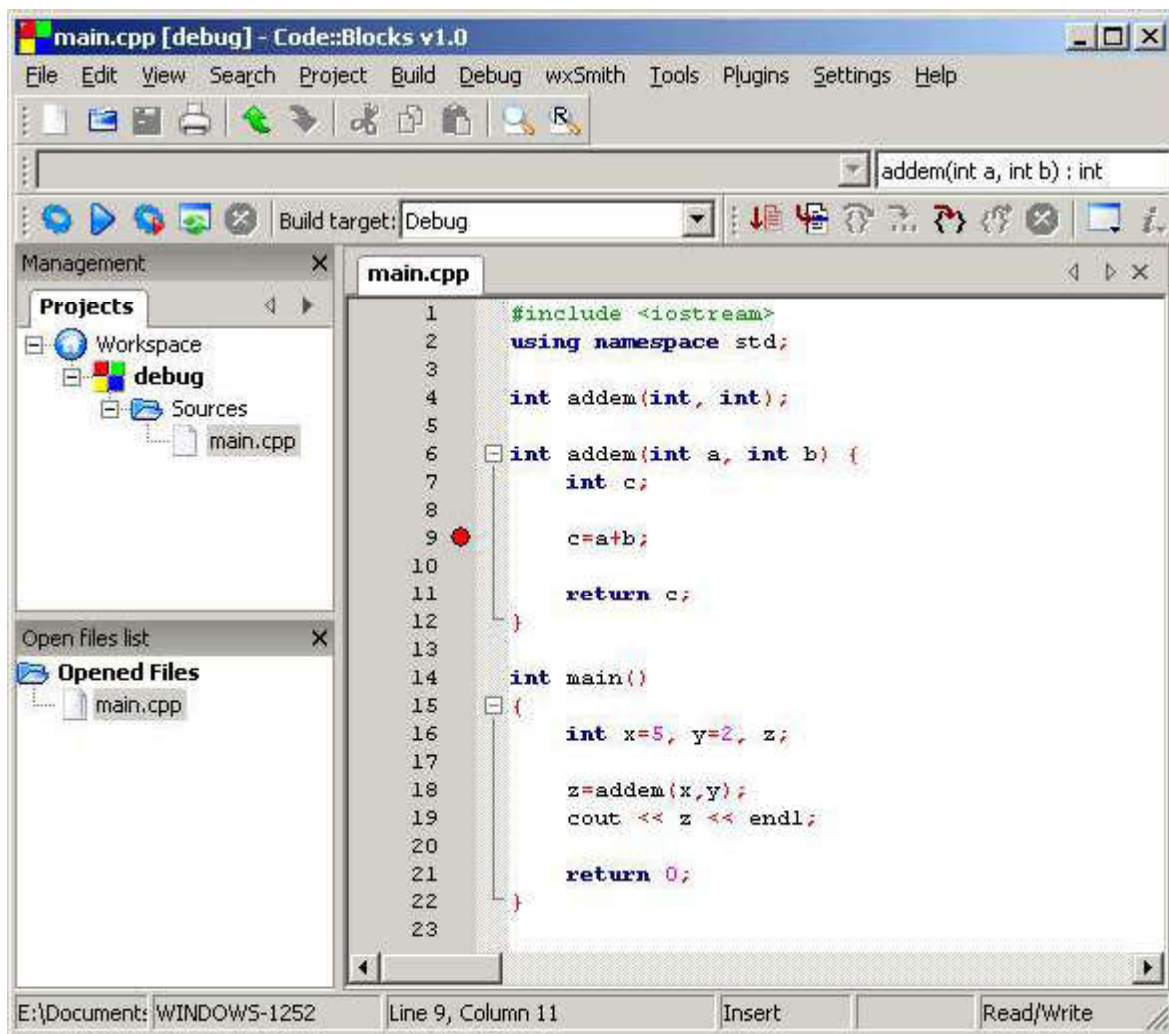 main.cpp [debug] - Code::Blocks v1.0
File Edit View Search Project Build Debug wxSmith Tools Plugins Settings Help
addem(int a, int b) : int
Build target: Debug
Management
Projects
Workspace
debug
Sources
main.cpp
Open files list
Opened Files
main.cpp
main.cpp
1 #include <iostream>
2 using namespace std;
3
4 int addem(int, int);
5
6 int addem(int a, int b) {
7 int c;
8
9 c=a+b;
10
11 return c;
12 }
13
14 int main()
15 {
16 int x=5, y=2, z;
17
18 z=addem(x,y);
19 cout << z << endl;
20
21 return 0;
22 }
23
E:\Document: WINDOWS-1252 Line 9, Column 11 Insert Read/Write